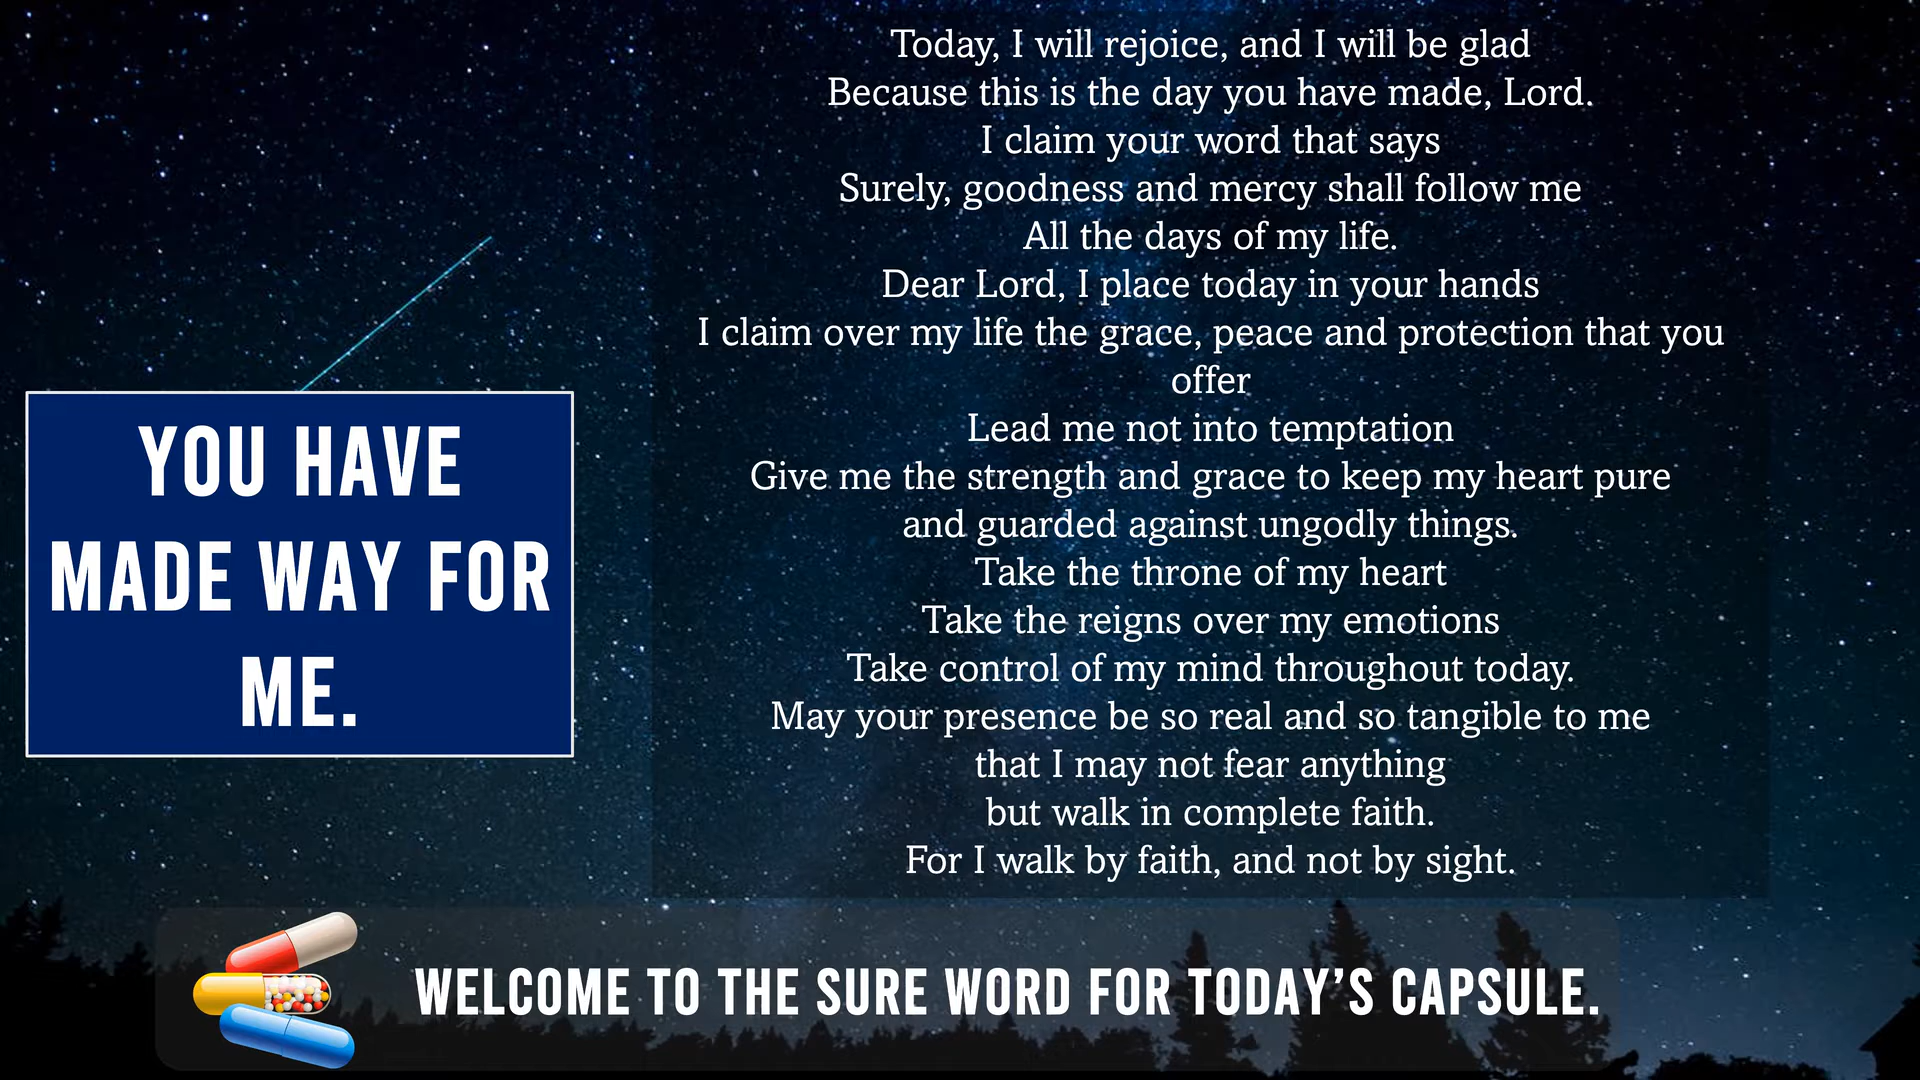 Today, I will rejoice, and I will be glad
Because this is the day you have made, Lord.
I claim your word that says
Surely, goodness and mercy shall follow me
All the days of my life.
Dear Lord, I place today in your hands
I claim over my life the grace, peace and protection that you
offer
Lead me not into temptation
Give me the strength and grace to keep my heart pure
and guarded against ungodly things.
Take the throne of my heart
Take the reigns over my emotions
Take control of my mind throughout today.
May your presence be so real and so tangible to me
that I may not fear anything
but walk in complete faith.
For I walk by faith, and not by sight.
YOU HAVE
MADE WAY FOR
ME.
WELCOME TO THE SURE WORD FOR TODAY’S CAPSULE.